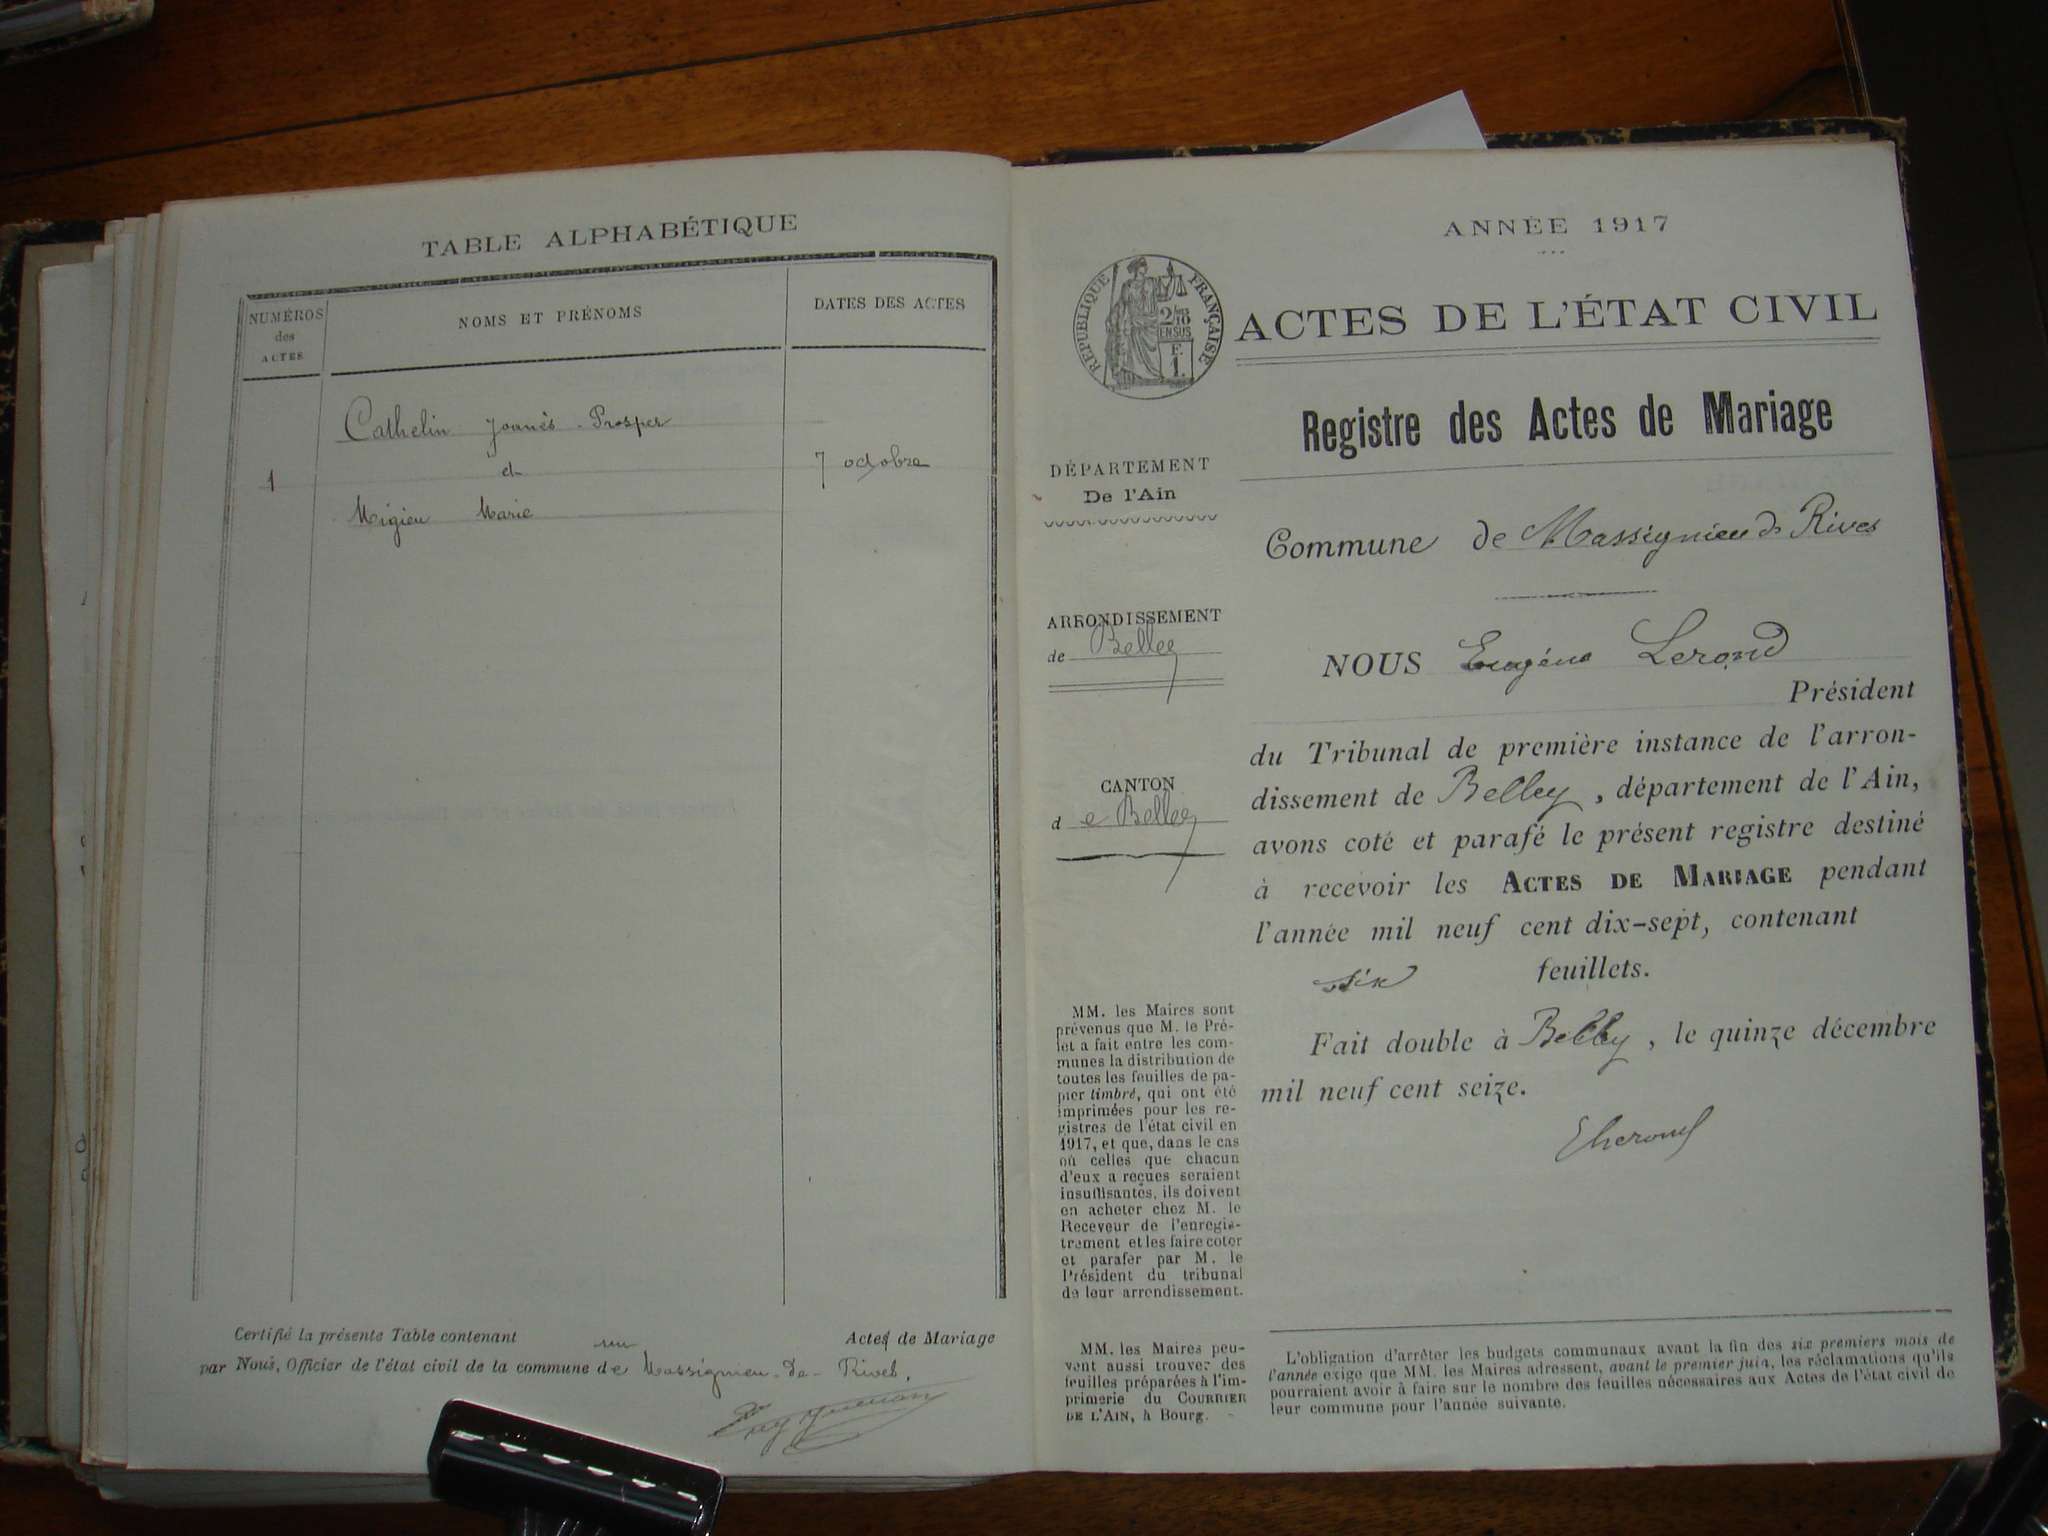 TABLE ALPHABÉTIQUE
NUMÉROS
des
ACTES
NOMS ET PRÉNOMS
DATES DES ACTES
Cathelin Joanès-Prosper
1
et
7 octobre
Migieu Marie
Certifié la présente Table contenant un Actes de Mariage
par Nous, Officier de l'état civil de la commune de Massignieu-de-Rives,
ANNÉE 1917
RÉPUBLIQUE FRANÇAISE
2/10
EN SUS
F.
1.
ACTES DE L'ÉTAT CIVIL
Registre des Actes de Mariage
DÉPARTEMENT
De l'Ain
Commune de Massignieu de Rives
ARRONDISSEMENT
de Belley
CANTON
de Belley
NOUS Eugène Lerond
Président
du Tribunal de première instance de l'arron-
dissement de Belley, département de l'Ain,
avons coté et parafé le présent registre destiné
à recevoir les ACTES DE MARIAGE pendant
l'année mil neuf cent dix-sept, contenant
six feuillets.
Fait double à Belley, le quinze décembre
mil neuf cent seize.
MM. les Maires sont
prévenus que M. le Pré-
fet a fait entre les com-
munes la distribution de
toutes les feuilles de pa-
pier timbré, qui ont été
imprimées pour les re-
gistres de l'état civil en
1917, et que, dans le cas
où celles que chacun
d'eux a reçues seraient
insuffisantes, ils doivent
en acheter chez M. le
Receveur de l'enregis-
trement et les faire coter
et parafer par M. le
Président du tribunal
de leur arrondissement.
MM. les Maires peu-
vent aussi trouver des
feuilles préparées à l'im-
primerie du COURRIER
DE L'AIN, à Bourg.
L'obligation d'arrêter les budgets communaux avant la fin des six premiers mois de
l'année exige que MM. les Maires adressent, avant le premier juin, les réclamations qu'ils
pourraient avoir à faire sur le nombre des feuilles nécessaires aux Actes de l'état civil de
leur commune pour l'année suivante.